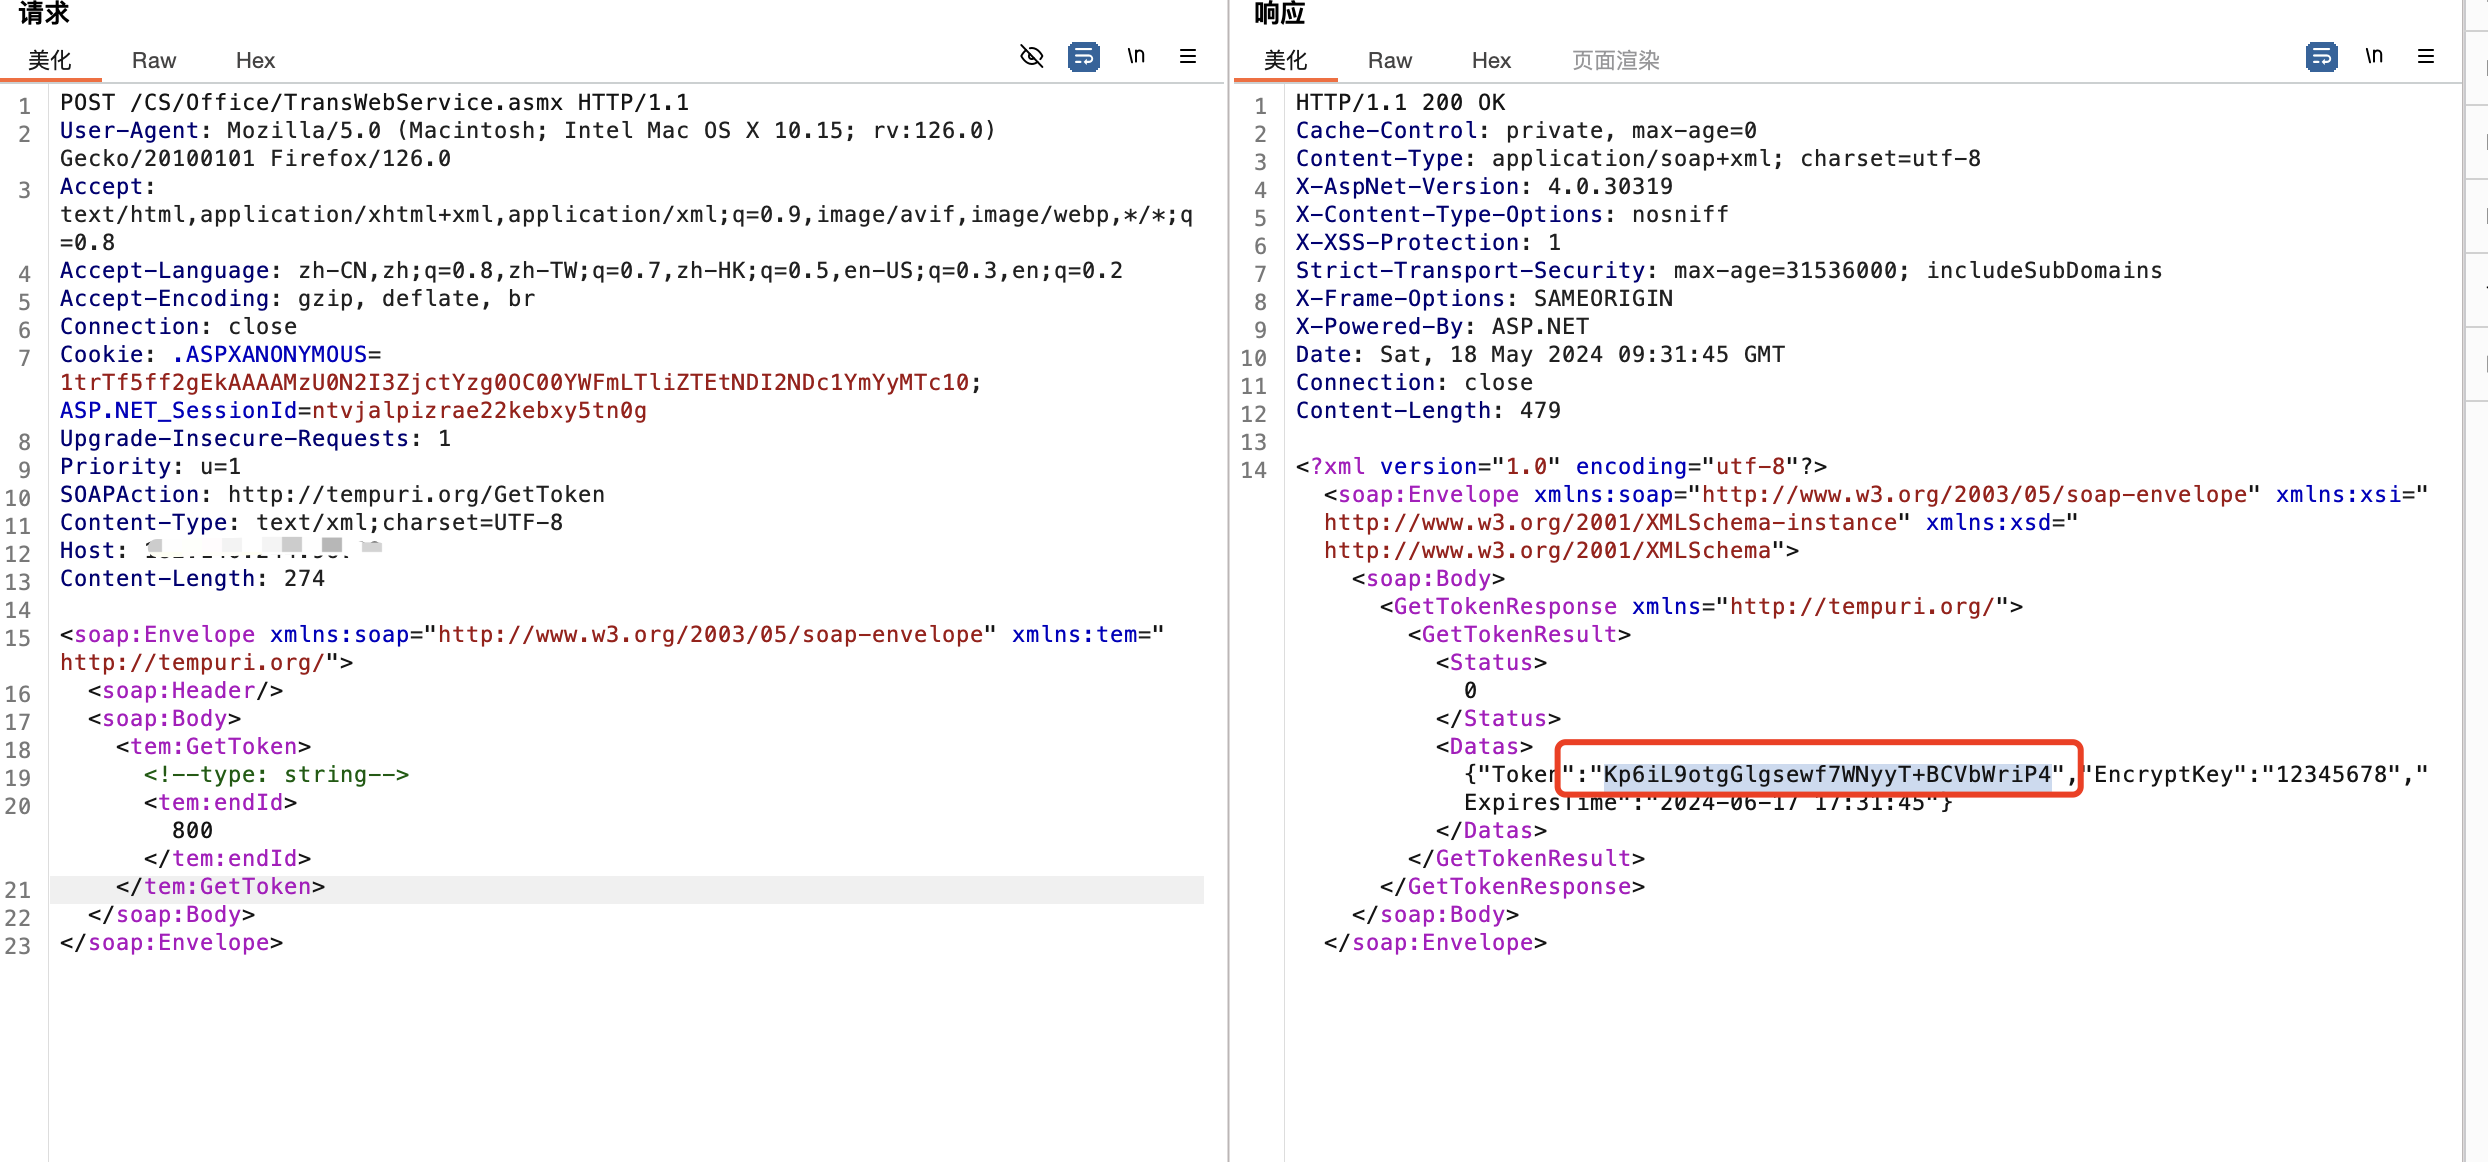 请求
美化 Raw Hex \n
1 POST /CS/Office/TransWebService.asmx HTTP/1.1
2 User-Agent: Mozilla/5.0 (Macintosh; Intel Mac OS X 10.15; rv:126.0)
Gecko/20100101 Firefox/126.0
3 Accept:
text/html,application/xhtml+xml,application/xml;q=0.9,image/avif,image/webp,*/*;q
=0.8
4 Accept-Language: zh-CN,zh;q=0.8,zh-TW;q=0.7,zh-HK;q=0.5,en-US;q=0.3,en;q=0.2
5 Accept-Encoding: gzip, deflate, br
6 Connection: close
7 Cookie: .ASPXANONYMOUS=
1trTf5ff2gEkAAAAMzU0N2I3ZjctYzg0OC00YWFmLTliZTEtNDI2NDc1YmYyMTc10;
ASP.NET_SessionId=ntvjalpizrae22kebxy5tn0g
8 Upgrade-Insecure-Requests: 1
9 Priority: u=1
10 SOAPAction: http://tempuri.org/GetToken
11 Content-Type: text/xml;charset=UTF-8
12 Host:
13 Content-Length: 274
14
15 <soap:Envelope xmlns:soap="http://www.w3.org/2003/05/soap-envelope" xmlns:tem="
http://tempuri.org/">
16 <soap:Header/>
17 <soap:Body>
18 <tem:GetToken>
19 <!--type: string-->
20 <tem:endId>
800
</tem:endId>
21 </tem:GetToken>
22 </soap:Body>
23 </soap:Envelope>
响应
美化 Raw Hex 页面渲染 \n
1 HTTP/1.1 200 OK
2 Cache-Control: private, max-age=0
3 Content-Type: application/soap+xml; charset=utf-8
4 X-AspNet-Version: 4.0.30319
5 X-Content-Type-Options: nosniff
6 X-XSS-Protection: 1
7 Strict-Transport-Security: max-age=31536000; includeSubDomains
8 X-Frame-Options: SAMEORIGIN
9 X-Powered-By: ASP.NET
10 Date: Sat, 18 May 2024 09:31:45 GMT
11 Connection: close
12 Content-Length: 479
13
14 <?xml version="1.0" encoding="utf-8"?>
<soap:Envelope xmlns:soap="http://www.w3.org/2003/05/soap-envelope" xmlns:xsi="
http://www.w3.org/2001/XMLSchema-instance" xmlns:xsd="
http://www.w3.org/2001/XMLSchema">
<soap:Body>
<GetTokenResponse xmlns="http://tempuri.org/">
<GetTokenResult>
<Status>
0
</Status>
<Datas>
{"Token":"Kp6iL9otgGlgsewf7WNyyT+BCVbWriP4","EncryptKey":"12345678","
ExpiresTime":"2024-06-17 17:31:45"}
</Datas>
</GetTokenResult>
</GetTokenResponse>
</soap:Body>
</soap:Envelope>